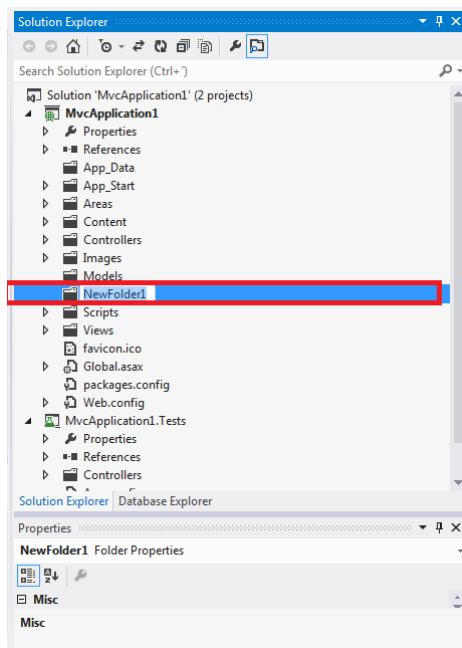 Solution Explorer
Search Solution Explorer (Ctrl+¨)
Solution 'MvcApplication1' (2 projects)
MvcApplication1
Properties
References
App_Data
App_Start
Areas
Content
Controllers
Images
Models
NewFolder1
Scripts
Views
favicon.ico
Global.asax
packages.config
Web.config
MvcApplication1.Tests
Properties
References
Controllers
Solution Explorer Database Explorer
Properties
NewFolder1 Folder Properties
Misc
Misc